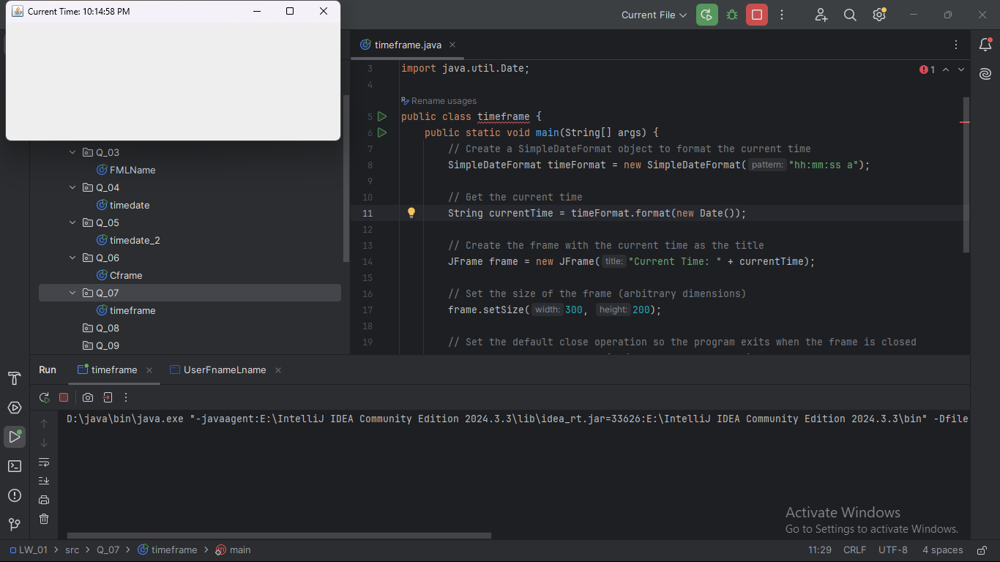 Current Time: 10:14:58 PM
Current File
timeframe.java
3 import java.util.Date;
1
4
Rename usages
5 public class timeframe {
6 public static void main(String[] args) {
7 // Create a SimpleDateFormat object to format the current time
8 SimpleDateFormat timeFormat = new SimpleDateFormat( pattern: "hh:mm:ss a");
9
10 // Get the current time
11 String currentTime = timeFormat.format(new Date());
12
13 // Create the frame with the current time as the title
14 JFrame frame = new JFrame( title: "Current Time: " + currentTime);
15
16 // Set the size of the frame (arbitrary dimensions)
17 frame.setSize( width: 300, height: 200);
18
19 // Set the default close operation so the program exits when the frame is closed
Q_03
FMLName
Q_04
timedate
Q_05
timedate_2
Q_06
Cframe
Q_07
timeframe
Q_08
Q_09
Run timeframe UserFnameLname
D:\java\bin\java.exe "-javaagent:E:\IntelliJ IDEA Community Edition 2024.3.3\lib\idea_rt.jar=33626:E:\IntelliJ IDEA Community Edition 2024.3.3\bin" -Dfile
Activate Windows
Go to Settings to activate Windows.
LW_01 > src > Q_07 > timeframe > main
11:29 CRLF UTF-8 4 spaces